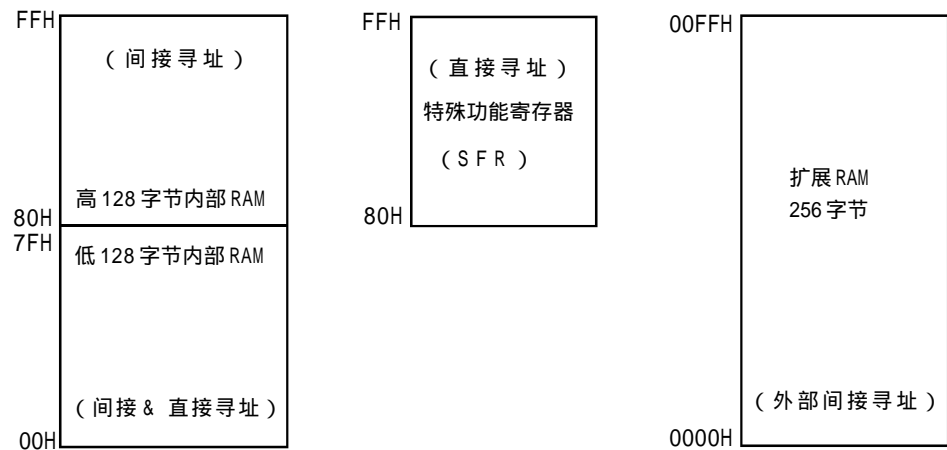 FFH
(间接寻址)
高128字节内部RAM
80H
7FH
低128字节内部RAM
(间接& 直接寻址)
00H
FFH
(直接寻址)
特殊功能寄存器
(SFR)
80H
00FFH
扩展RAM
256字节
(外部间接寻址)
0000H